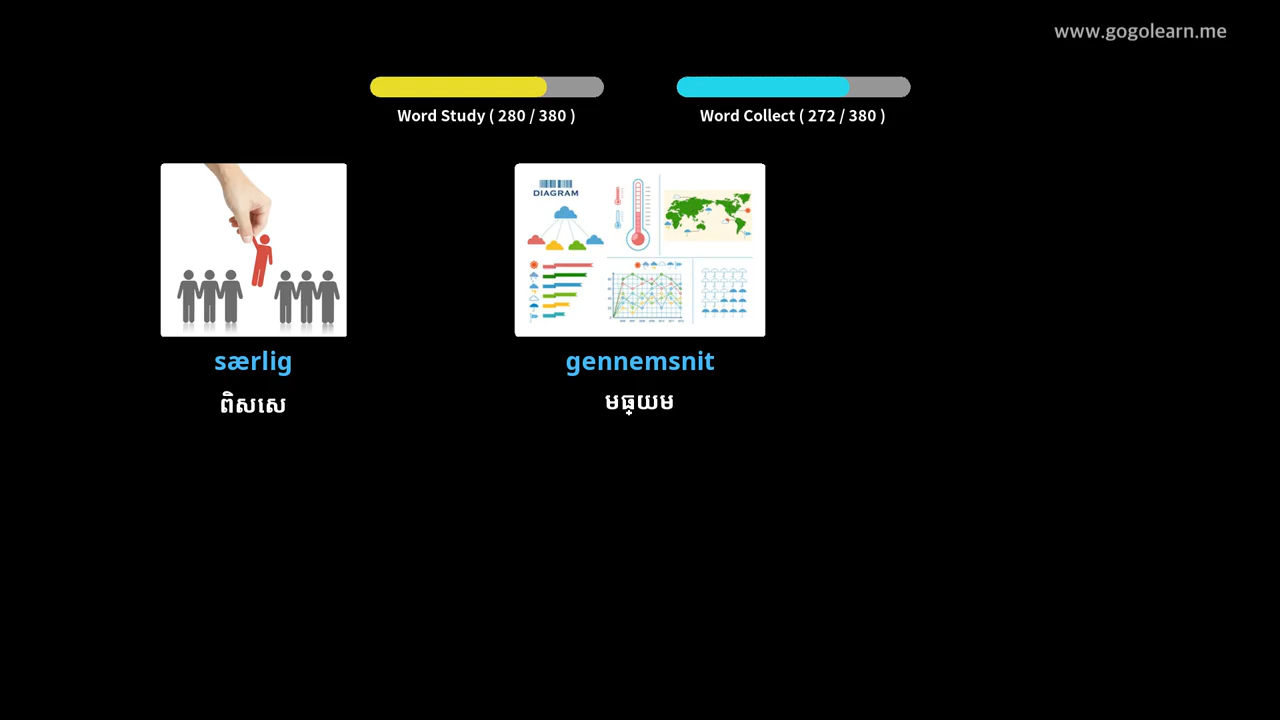 www.gogolearn.me
Word Study ( 280 / 380 )
Word Collect ( 272 / 380 )
DIAGRAM
særlig
gennemsnit
ពិសសេ
មធ្យម